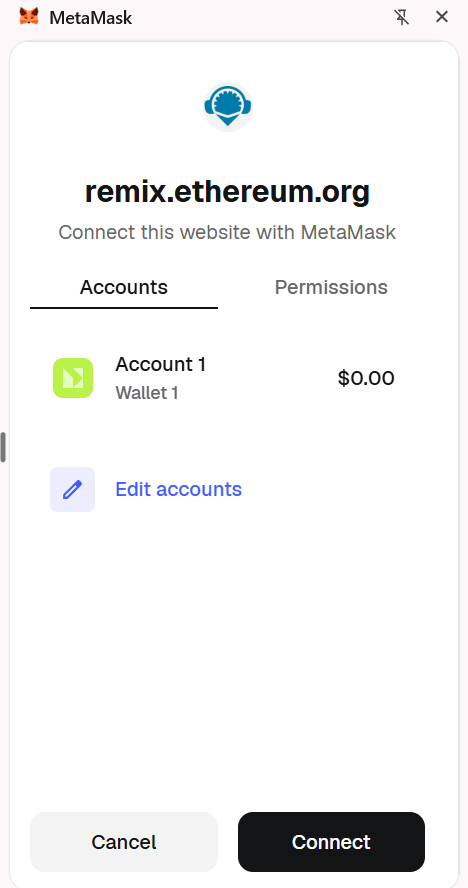 MetaMask
remix.ethereum.org
Connect this website with MetaMask
Accounts Permissions
Account 1
Wallet 1
$0.00
Edit accounts
Cancel Connect